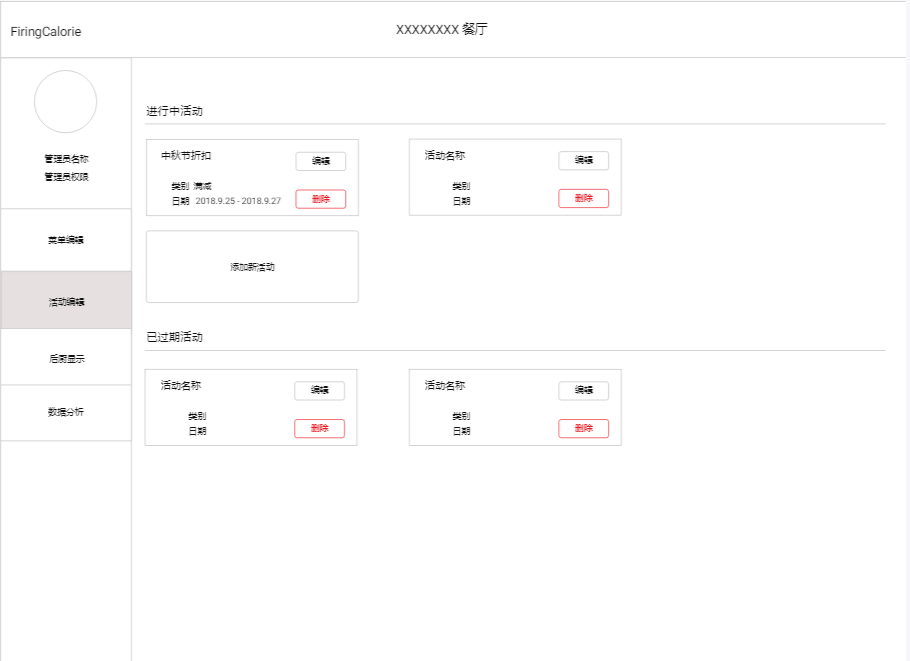 FiringCalorie
XXXXXXXX 餐厅
管理员名称
管理员权限
菜单编辑
活动编辑
后厨显示
数据分析
进行中活动
中秋节折扣
编辑
类别 满减
日期 2018.9.25 - 2018.9.27
删除
活动名称
编辑
类别
日期
删除
添加新活动
已过期活动
活动名称
编辑
类别
日期
删除
活动名称
编辑
类别
日期
删除